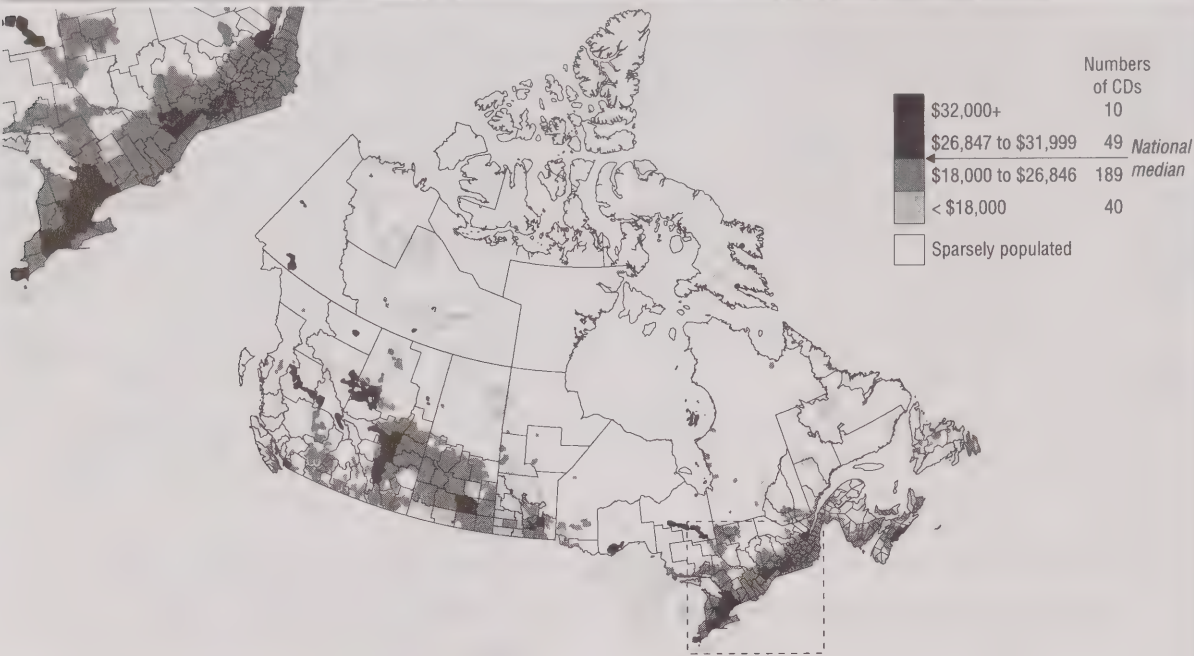 Numbers
of CDs
$32,000+ 10
$26,847 to $31,999 49 National
$18,000 to $26,846 189 median
< $18,000 40
Sparsely populated